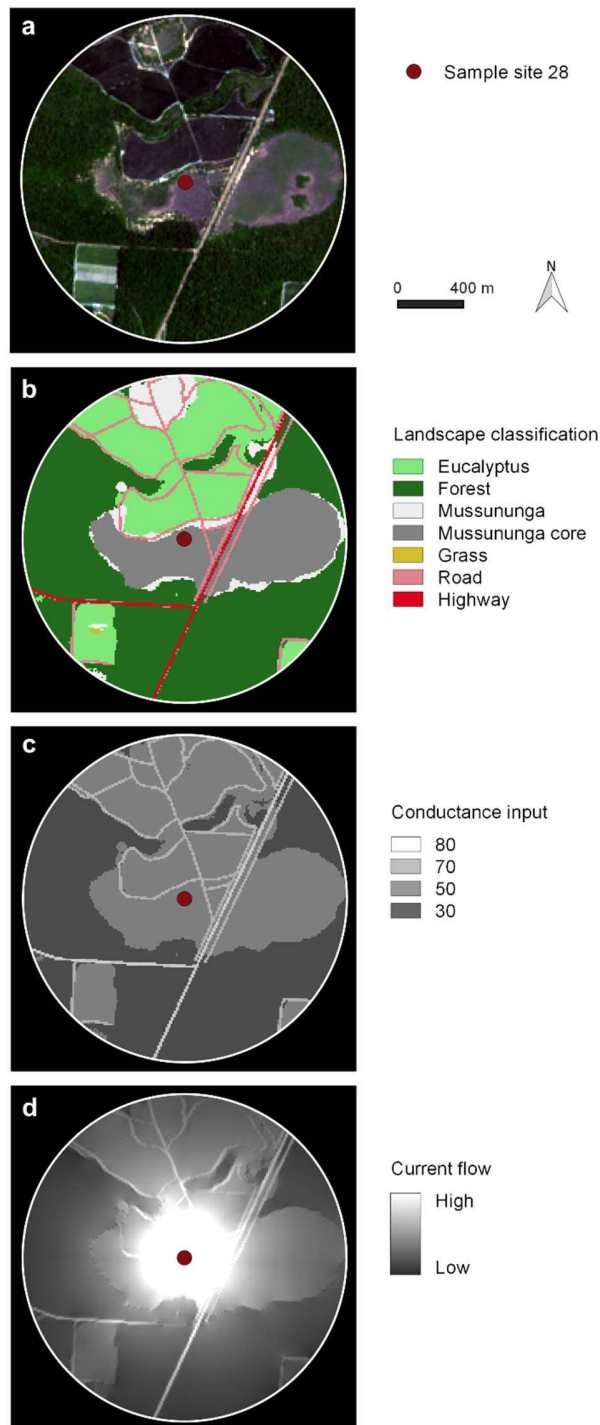 a
Sample site 28
N
0 400 m
b
Landscape classification
Eucalyptus
Forest
Mussununga
Mussununga core
Grass
Road
Highway
c
Conductance input
80
70
50
30
d
Current flow
High
Low